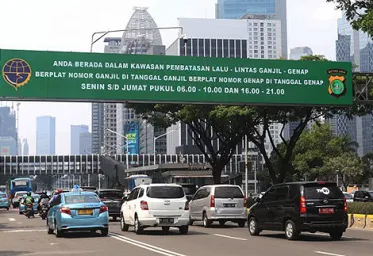 ANDA BERADA DALAM KAWASAN PEMBATASAN LALU - LINTAS GANJIL - GENAP
BERPLAT NOMOR GANJIL DI TANGGAL GANJIL BERPLAT NOMOR GENAP DI TANGGAL GENAP
SENIN S/D JUMAT PUKUL 06.00 - 10.00 DAN 16.00 - 21.00